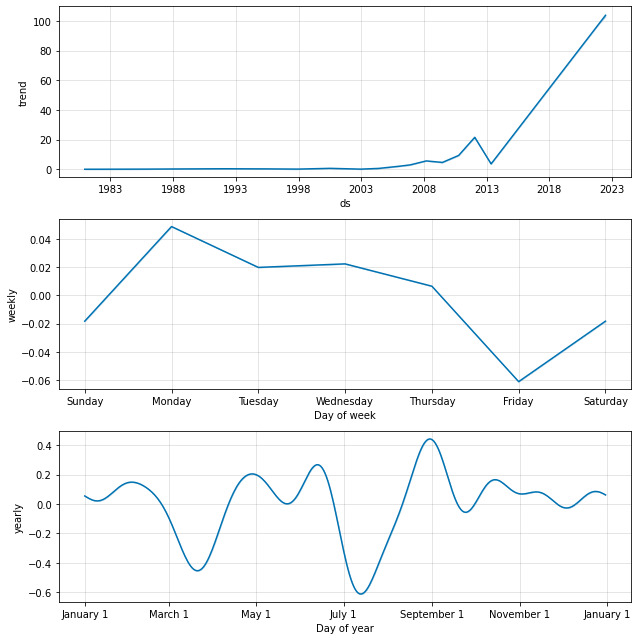 trend
100
80
60
40
20
0
1983 1988 1993 1998 2003 2008 2013 2018 2023
ds
weekly
0.04
0.02
0.00
−0.02
−0.04
−0.06
Sunday Monday Tuesday Wednesday Thursday Friday Saturday
Day of week
yearly
0.4
0.2
0.0
−0.2
−0.4
−0.6
January 1 March 1 May 1 July 1 September 1 November 1 January 1
Day of year